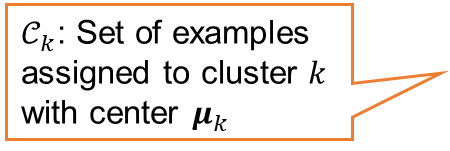 𝒞ₖ: Set of examples
assigned to cluster 𝑘
with center 𝝁ₖ